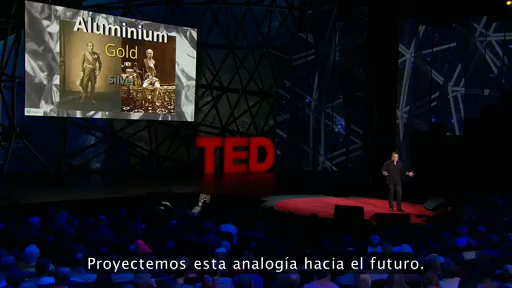 Aluminium
Gold
Silver
TED
Proyectemos esta analogía hacia el futuro.